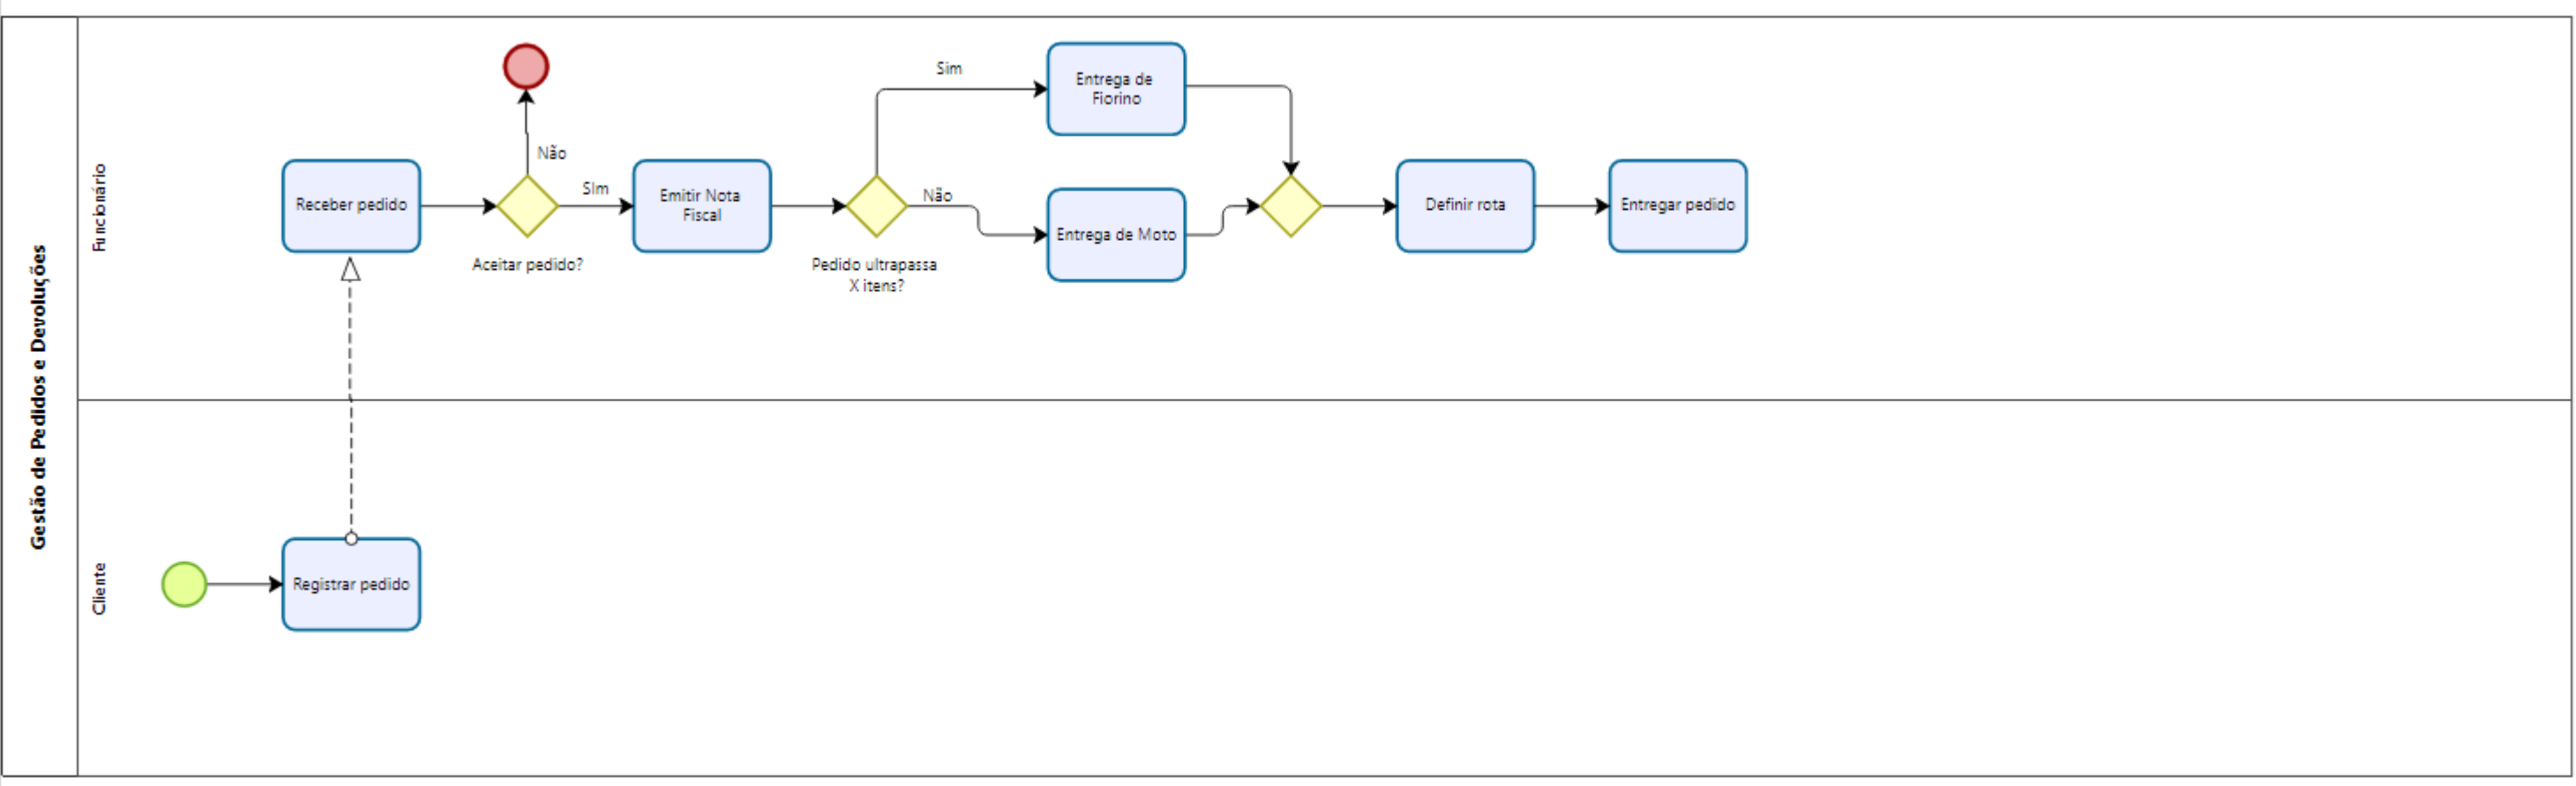 Gestão de Pedidos e Devoluções
Funcionário
Receber pedido
Não
Aceitar pedido?
SIm
Emitir Nota
Fiscal
Pedido ultrapassa
X itens?
Sim
Não
Entrega de
Fiorino
Entrega de Moto
Definir rota
Entregar pedido
Cliente
Registrar pedido